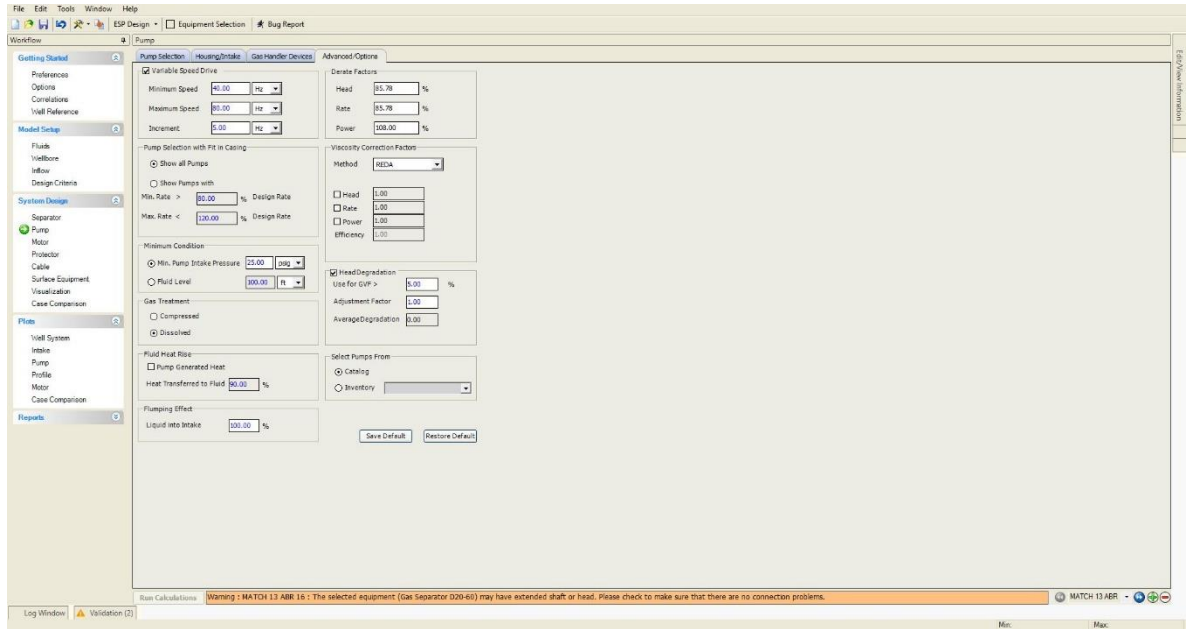 File Edit Tools Window Help
ESP Design Equipment Selection Bug Report
Workflow
Pump
Getting Started
Preferences
Options
Correlations
Well Reference
Model Setup
Fluids
Wellbore
Inflow
Design Criteria
System Design
Separator
Pump
Motor
Protector
Cable
Surface Equipment
Visualization
Case Comparison
Plots
Well System
Intake
Pump
Profile
Motor
Case Comparison
Reports
Pump Selection Housing/Intake Gas Handler Devices Advanced/Options
Variable Speed Drive
Minimum Speed 40.00 Hz
Maximum Speed 80.00 Hz
Increment 5.00 Hz
Pump Selection with Fit in Casing
Show all Pumps
Show Pumps with
Min. Rate > 80.00 % Design Rate
Max. Rate < 120.00 % Design Rate
Minimum Condition
Min. Pump Intake Pressure 25.00 psig
Fluid Level 100.00 ft
Gas Treatment
Compressed
Dissolved
Fluid Heat Rise
Pump Generated Heat
Heat Transferred to Fluid 90.00 %
Flumping Effect
Liquid into Intake 100.00 %
Derate Factors
Head 85.78 %
Rate 85.78 %
Power 108.00 %
Viscosity Correction Factors
Method REDA
Head 1.00
Rate 1.00
Power 1.00
Efficiency 1.00
HeadDegradation
Use for GVF > 5.00 %
Adjustment Factor 1.00
AverageDegradation 0.00
Select Pumps From
Catalog
Inventory
Save Default Restore Default
Edit/View Information
Run Calculations Warning : MATCH 13 ABR 16 : The selected equipment (Gas Separator D20-60) may have extended shaft or head. Please check to make sure that there are no connection problems. MATCH 13 ABR
Log Window Validation (2)
Min: Max: